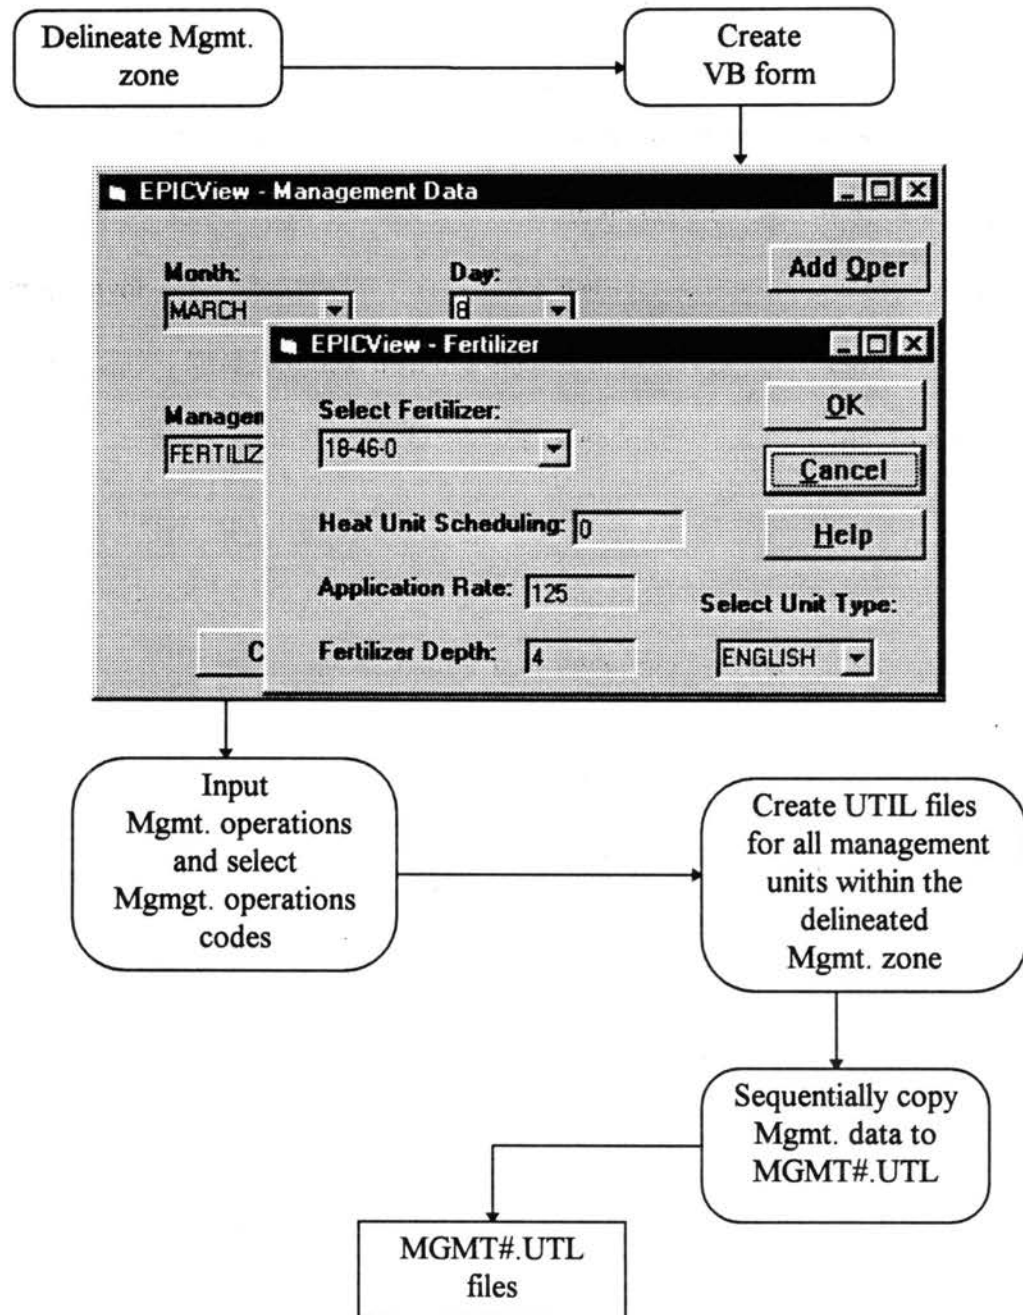 Delineate Mgmt.
zone
Create
VB form
EPICView - Management Data
Month:
Day:
Add Oper
MARCH
8
EPICView - Fertilizer
Select Fertilizer:
OK
18-46-0
Managem
FERTILIZ
Cancel
Heat Unit Scheduling:
0
Help
Application Rate:
125
Select Unit Type:
C
Fertilizer Depth:
4
ENGLISH
Input
Mgmt. operations
and select
Mgmgt. operations
codes
Create UTIL files
for all management
units within the
delineated
Mgmt. zone
Sequentially copy
Mgmt. data to
MGMT#.UTL
MGMT#.UTL
files